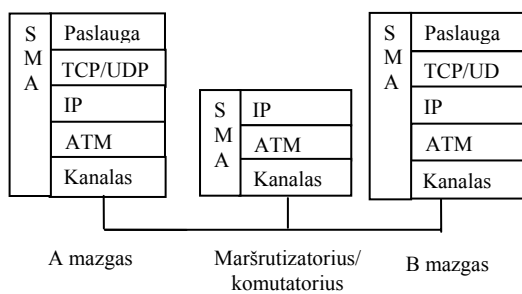 S
M
A
Paslauga
TCP/UDP
IP
ATM
Kanalas
S
M
A
IP
ATM
Kanalas
S
M
A
Paslauga
TCP/UD
IP
ATM
Kanalas
A mazgas
Maršrutizatorius/
komutatorius
B mazgas